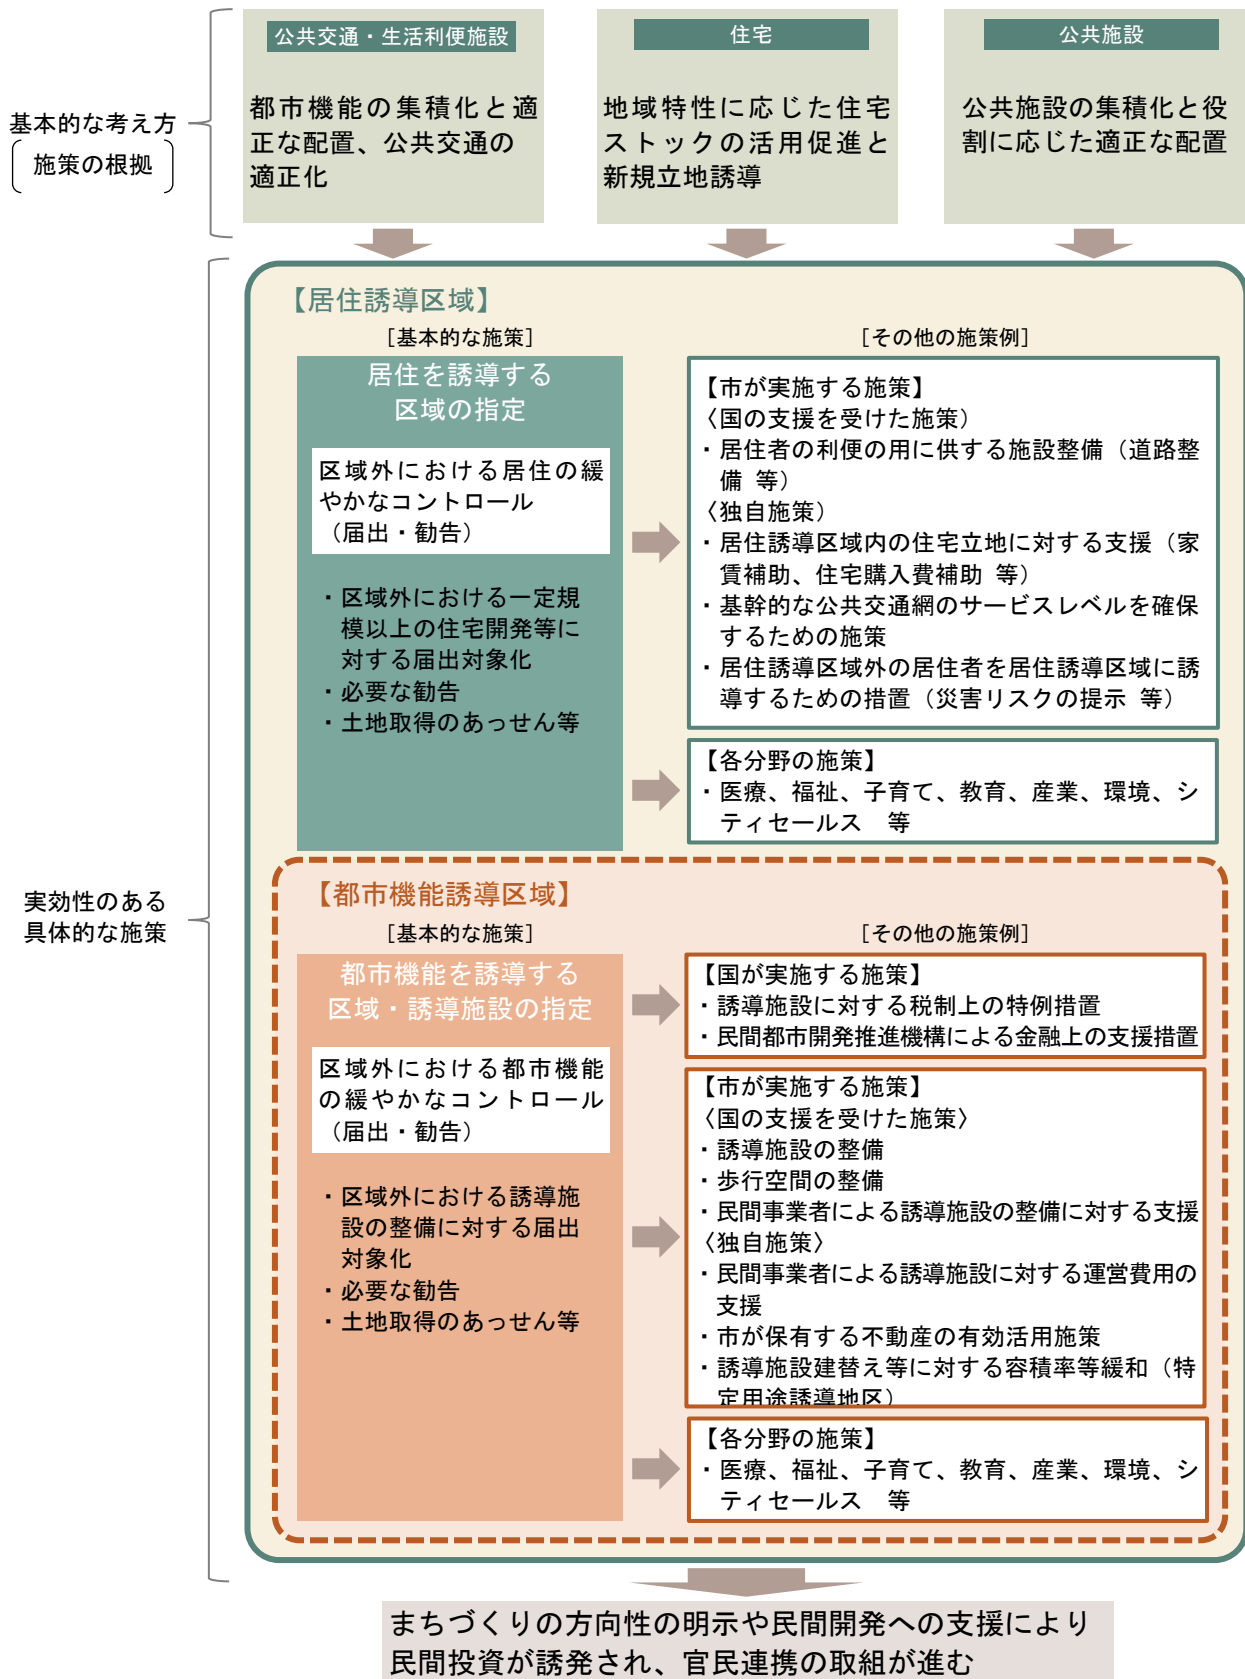 公共交通・生活利便施設
都市機能の集積化と適
正な配置、公共交通の
適正化
住宅
地域特性に応じた住宅
ストックの活用促進と
新規立地誘導
公共施設
公共施設の集積化と役
割に応じた適正な配置
基本的な考え方
施策の根拠
【居住誘導区域】
［基本的な施策］
居住を誘導する
区域の指定
区域外における居住の緩
やかなコントロール
（届出・勧告）
・区域外における一定規
模以上の住宅開発等に
対する届出対象化
・必要な勧告
・土地取得のあっせん等
［その他の施策例］
【市が実施する施策】
〈国の支援を受けた施策）
・居住者の利便の用に供する施設整備（道路整
備 等）
〈独自施策）
・居住誘導区域内の住宅立地に対する支援（家
賃補助、住宅購入費補助 等）
・基幹的な公共交通網のサービスレベルを確保
するための施策
・居住誘導区域外の居住者を居住誘導区域に誘
導するための措置（災害リスクの提示 等）
【各分野の施策】
・医療、福祉、子育て、教育、産業、環境、シ
ティセールス　等
実効性のある
具体的な施策
【都市機能誘導区域】
［基本的な施策］
都市機能を誘導する
区域・誘導施設の指定
区域外における都市機能
の緩やかなコントロール
（届出・勧告）
・区域外における誘導施
設の整備に対する届出
対象化
・必要な勧告
・土地取得のあっせん等
［その他の施策例］
【国が実施する施策】
・誘導施設に対する税制上の特例措置
・民間都市開発推進機構による金融上の支援措置
【市が実施する施策】
〈国の支援を受けた施策〉
・誘導施設の整備
・歩行空間の整備
・民間事業者による誘導施設の整備に対する支援
〈独自施策〉
・民間事業者による誘導施設に対する運営費用の
支援
・市が保有する不動産の有効活用施策
・誘導施設建替え等に対する容積率等緩和（特
定用途誘導地区）
【各分野の施策】
・医療、福祉、子育て、教育、産業、環境、シ
ティセールス　等
まちづくりの方向性の明示や民間開発への支援により
民間投資が誘発され、官民連携の取組が進む